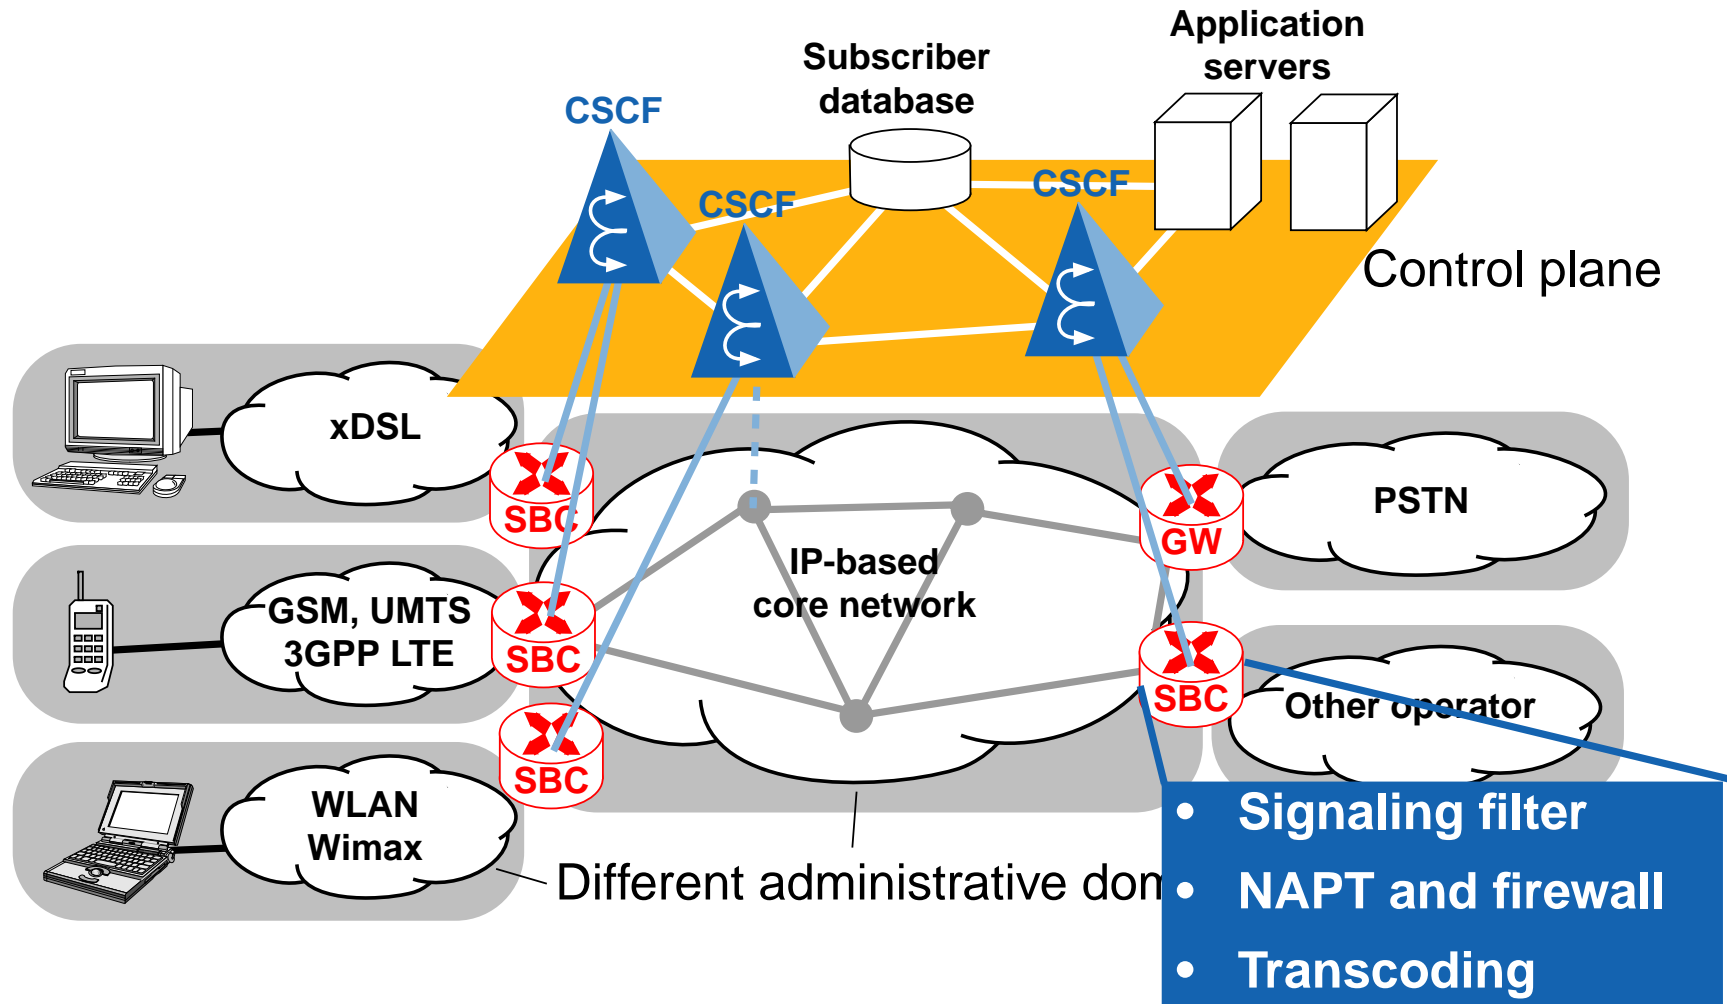 Application
servers
Subscriber
database
CSCF
CSCF
CSCF
Control plane
xDSL
SBC
GSM, UMTS
3GPP LTE
SBC
WLAN
Wimax
SBC
IP-based
core network
GW
PSTN
SBC
Other operator
Different administrative dom
• Signaling filter
• NAPT and firewall
• Transcoding